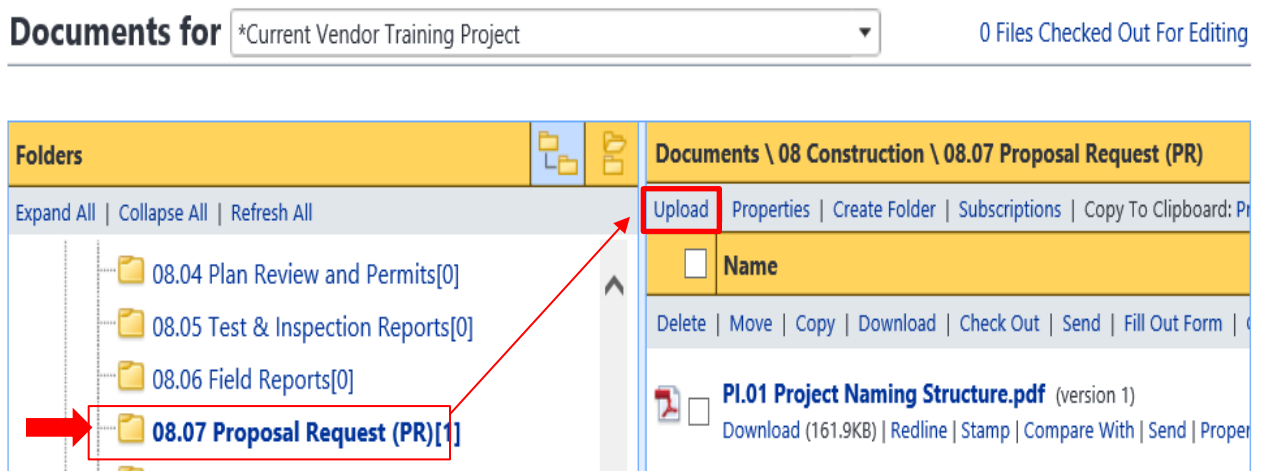 Documents for *Current Vendor Training Project 0 Files Checked Out For Editing
Folders
Expand All | Collapse All | Refresh All
08.04 Plan Review and Permits[0]
08.05 Test & Inspection Reports[0]
08.06 Field Reports[0]
08.07 Proposal Request (PR)[1]
Documents \ 08 Construction \ 08.07 Proposal Request (PR)
Upload Properties | Create Folder | Subscriptions | Copy To Clipboard:
Name
Delete | Move | Copy | Download | Check Out | Send | Fill Out Form |
PI.01 Project Naming Structure.pdf (version 1)
Download (161.9KB) | Redline | Stamp | Compare With | Send |